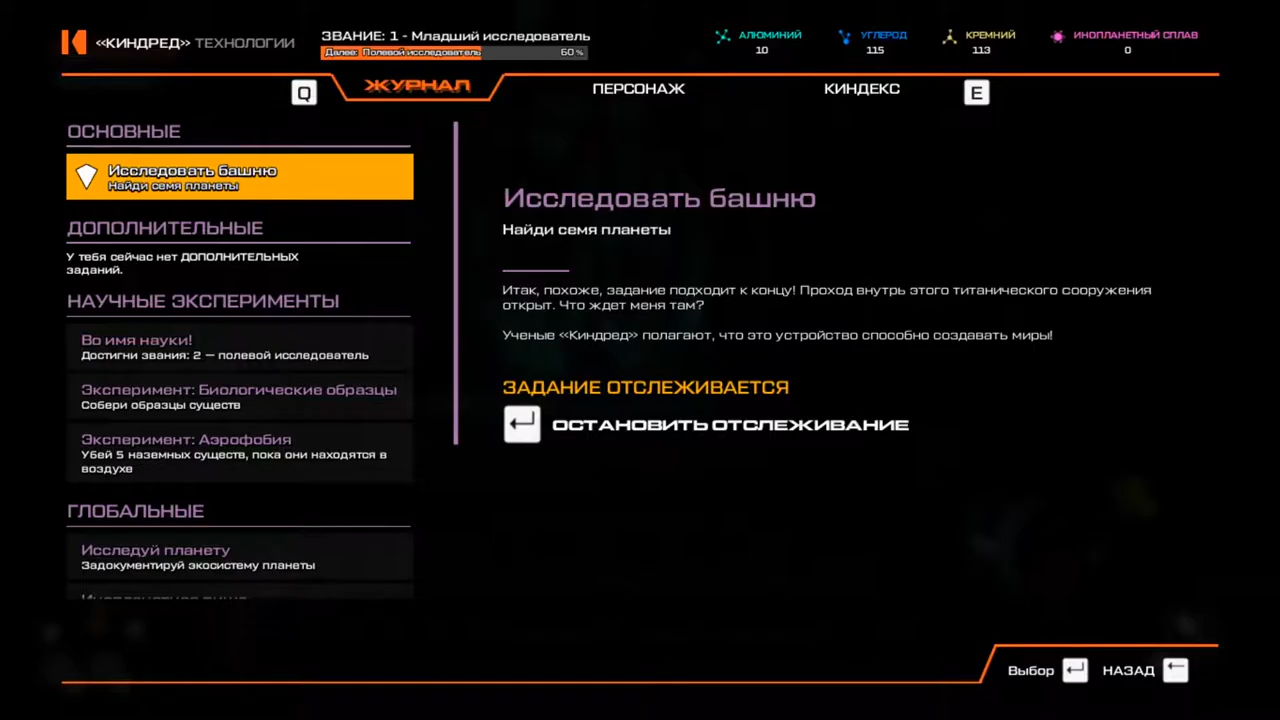 «КИНДРЕД» ТЕХНОЛОГИИ
ЗВАНИЕ: 1 - Младший исследователь
Далее: Полевой исследователь 60 %
АЛЮМИНИЙ
10
УГЛЕРОД
115
КРЕМНИЙ
113
ИНОПЛАНЕТНЫЙ СПЛАВ
0
Q
ЖУРНАЛ
ПЕРСОНАЖ
КИНДЕКС
E
ОСНОВНЫЕ
Исследовать башню
Найди семя планеты
ДОПОЛНИТЕЛЬНЫЕ
У тебя сейчас нет ДОПОЛНИТЕЛЬНЫХ
заданий.
НАУЧНЫЕ ЭКСПЕРИМЕНТЫ
Во имя науки!
Достигни звания: 2 — полевой исследователь
Эксперимент: Биологические образцы
Собери образцы существ
Эксперимент: Аэрофобия
Убей 5 наземных существ, пока они находятся в
воздухе
ГЛОБАЛЬНЫЕ
Исследуй планету
Задокументируй экосистему планеты
Исследовать башню
Найди семя планеты
Итак, похоже, задание подходит к концу! Проход внутрь этого титанического сооружения
открыт. Что ждет меня там?
Ученые «Киндред» полагают, что это устройство способно создавать миры!
ЗАДАНИЕ ОТСЛЕЖИВАЕТСЯ
ОСТАНОВИТЬ ОТСЛЕЖИВАНИЕ
Выбор
НАЗАД